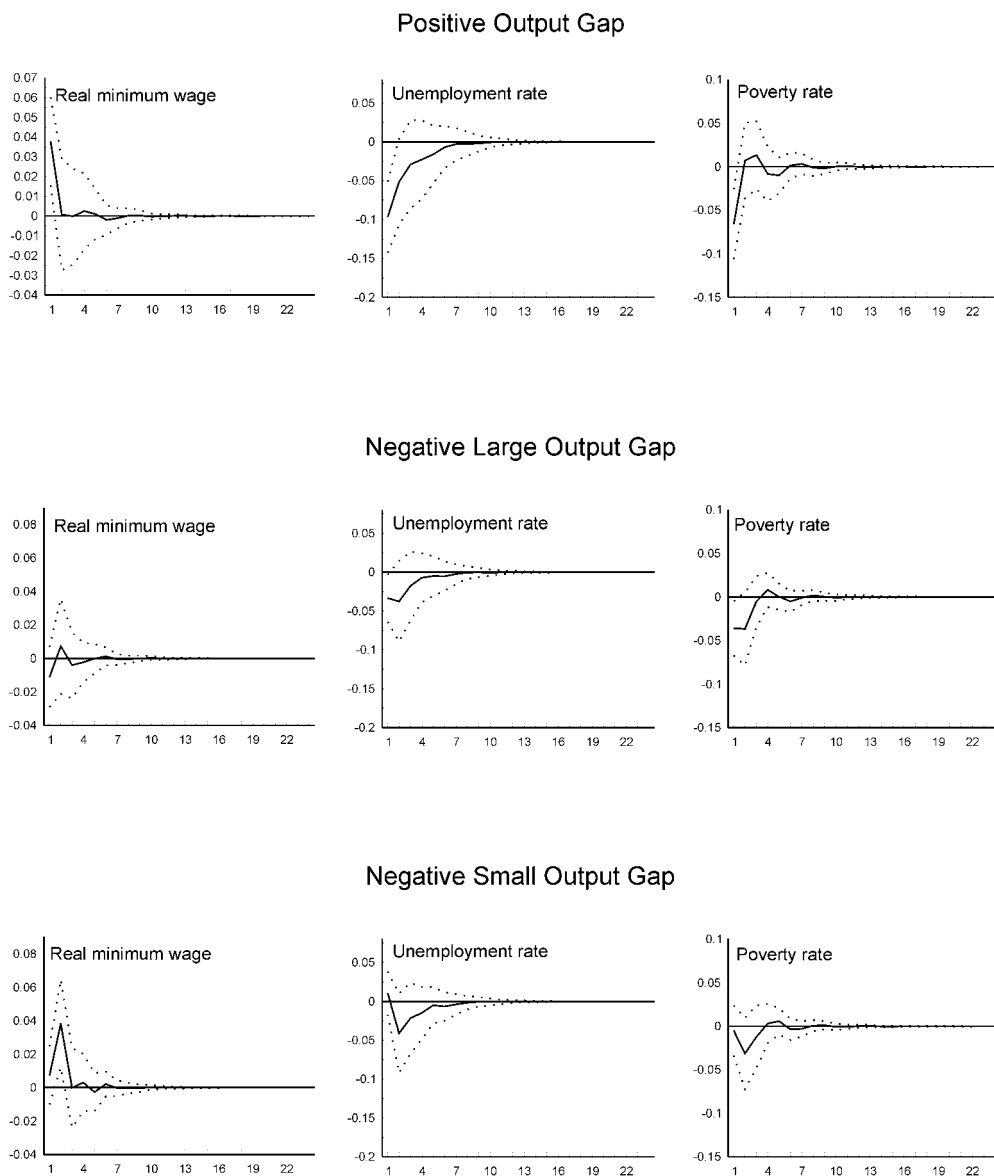 Positive Output Gap
Real minimum wage
0.07
0.06
0.05
0.04
0.03
0.02
0.01
0
-0.01
-0.02
-0.03
-0.04
1 4 7 10 13 16 19 22
Unemployment rate
0.05
0
-0.05
-0.1
-0.15
-0.2
1 4 7 10 13 16 19 22
Poverty rate
0.1
0.05
0
-0.05
-0.1
-0.15
1 4 7 10 13 16 19 22
Negative Large Output Gap
Real minimum wage
0.08
0.06
0.04
0.02
0
-0.02
-0.04
1 4 7 10 13 16 19 22
Unemployment rate
0.05
0
-0.05
-0.1
-0.15
-0.2
1 4 7 10 13 16 19 22
Poverty rate
0.1
0.05
0
-0.05
-0.1
-0.15
1 4 7 10 13 16 19 22
Negative Small Output Gap
Real minimum wage
0.08
0.06
0.04
0.02
0
-0.02
-0.04
1 4 7 10 13 16 19 22
Unemployment rate
0.05
0
-0.05
-0.1
-0.15
-0.2
1 4 7 10 13 16 19 22
Poverty rate
0.1
0.05
0
-0.05
-0.1
-0.15
1 4 7 10 13 16 19 22